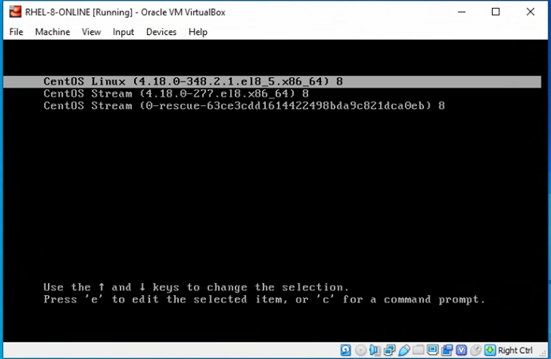 RHEL-8-ONLINE [Running] - Oracle VM VirtualBox
File Machine View Input Devices Help
CentOS Linux (4.18.0-348.2.1.el8_5.x86_64) 8
CentOS Stream (4.18.0-277.el8.x86_64) 8
CentOS Stream (0-rescue-63ce3cdd1614422498bda9c821dca0eb) 8
Use the ↑ and ↓ keys to change the selection.
Press 'e' to edit the selected item, or 'c' for a command prompt.
Right Ctrl